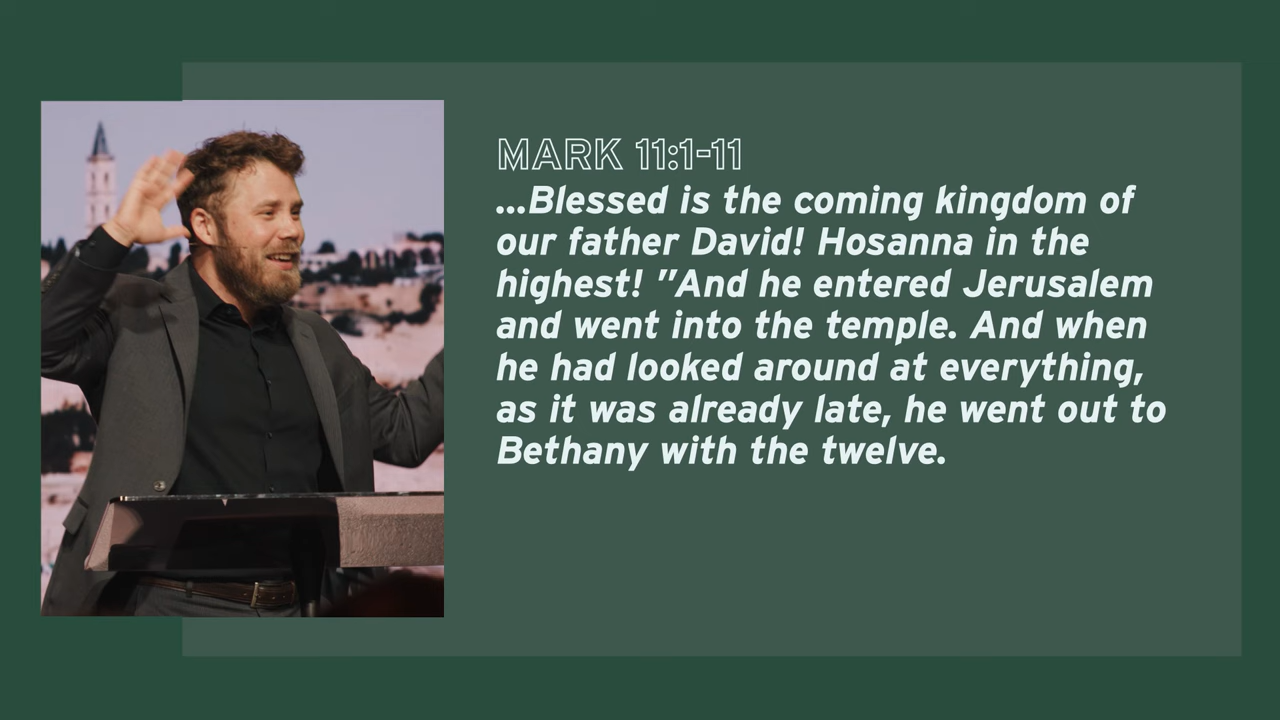 MARK 11:1-11
...Blessed is the coming kingdom of
our father David! Hosanna in the
highest! "And he entered Jerusalem
and went into the temple. And when
he had looked around at everything,
as it was already late, he went out to
Bethany with the twelve.